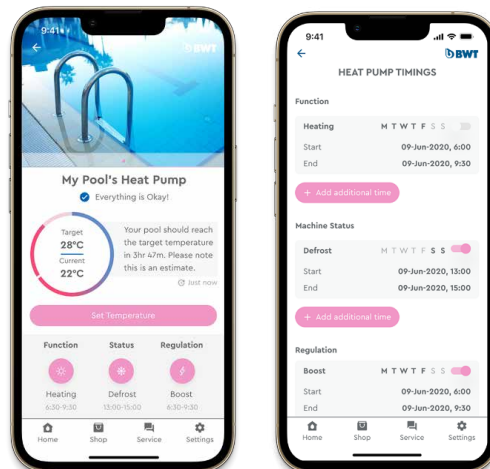 9:41
BWT
My Pool's Heat Pump
Everything is Okay!
Target
28°C
Current
22°C
Your pool should reach
the target temperature
in 3hr 47m. Please note
this is an estimate.
Just now
Set Temperature
Function Status Regulation
Heating Defrost Boost
6:30-9:30 13:00-15:00 6:30-9:30
Home Shop Service Settings
9:41
BWT
HEAT PUMP TIMINGS
Function
Heating M T W T F S S
Start 09-Jun-2020, 6:00
End 09-Jun-2020, 9:30
+ Add additional time
Machine Status
Defrost M T W T F S S
Start 09-Jun-2020, 13:00
End 09-Jun-2020, 15:00
+ Add additional time
Regulation
Boost M T W T F S S
Start 09-Jun-2020, 6:00
End 09-Jun-2020, 9:30
Home Shop Service Settings